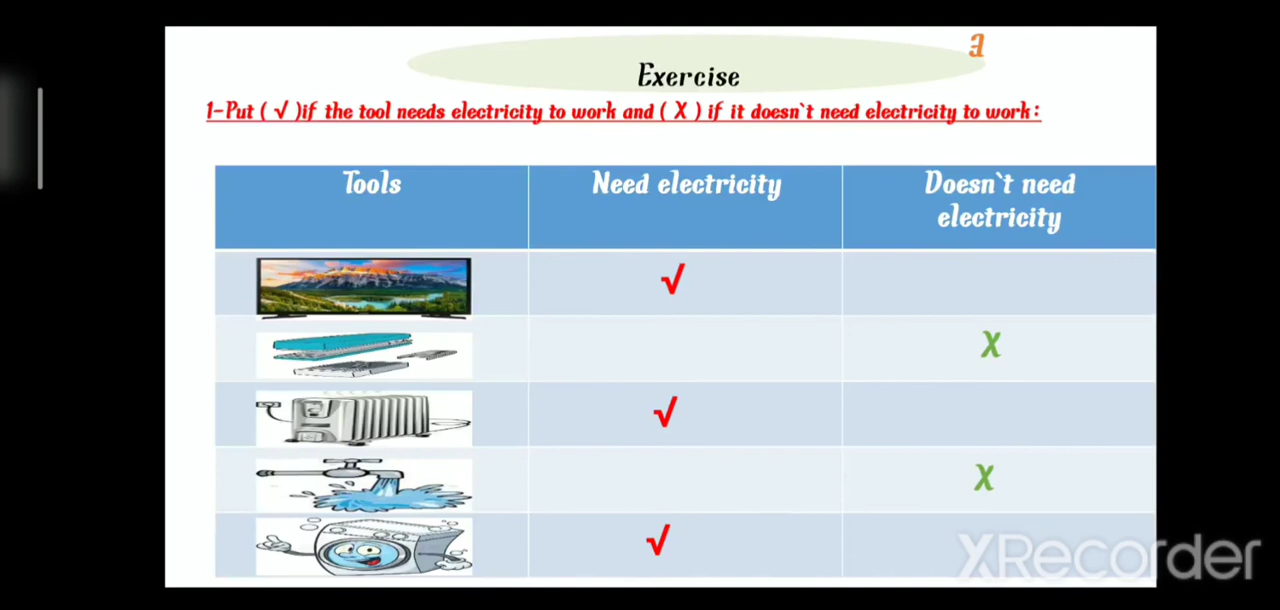 Exercise
1-Put ( √ )if the tool needs electricity to work and ( X ) if it doesn`t need electricity to work:
Tools
Need electricity
Doesn`t need
electricity
√
X
√
X
√
XRecorder